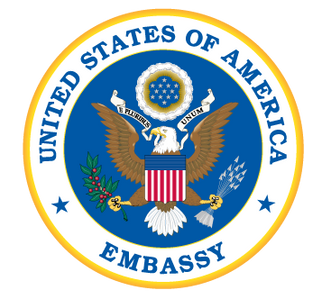 UNITED STATES OF AMERICA
E PLURIBUS UNUM
EMBASSY